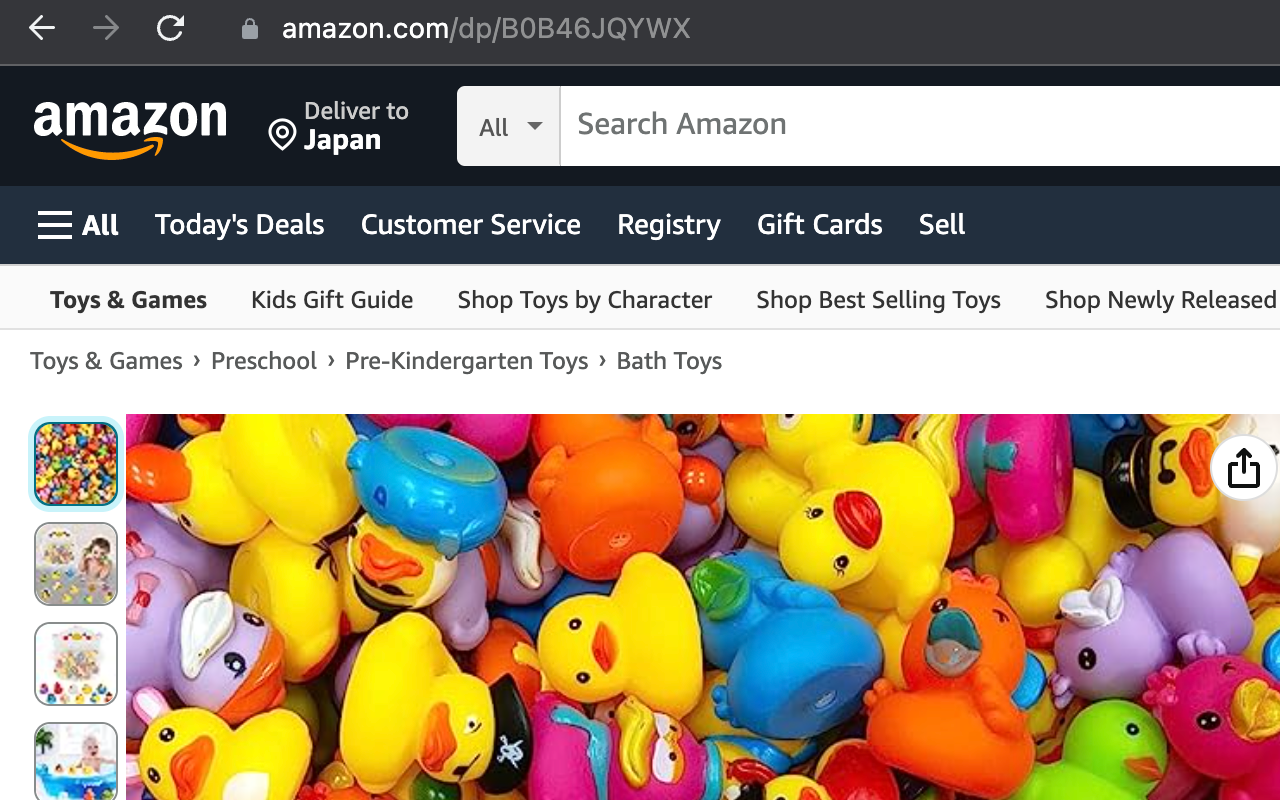 amazon.com/dp/B0B46JQYWX
amazon
Deliver to
Japan
All
Search Amazon
All Today's Deals Customer Service Registry Gift Cards Sell
Toys & Games Kids Gift Guide Shop Toys by Character Shop Best Selling Toys Shop Newly Released
Toys & Games › Preschool › Pre-Kindergarten Toys › Bath Toys